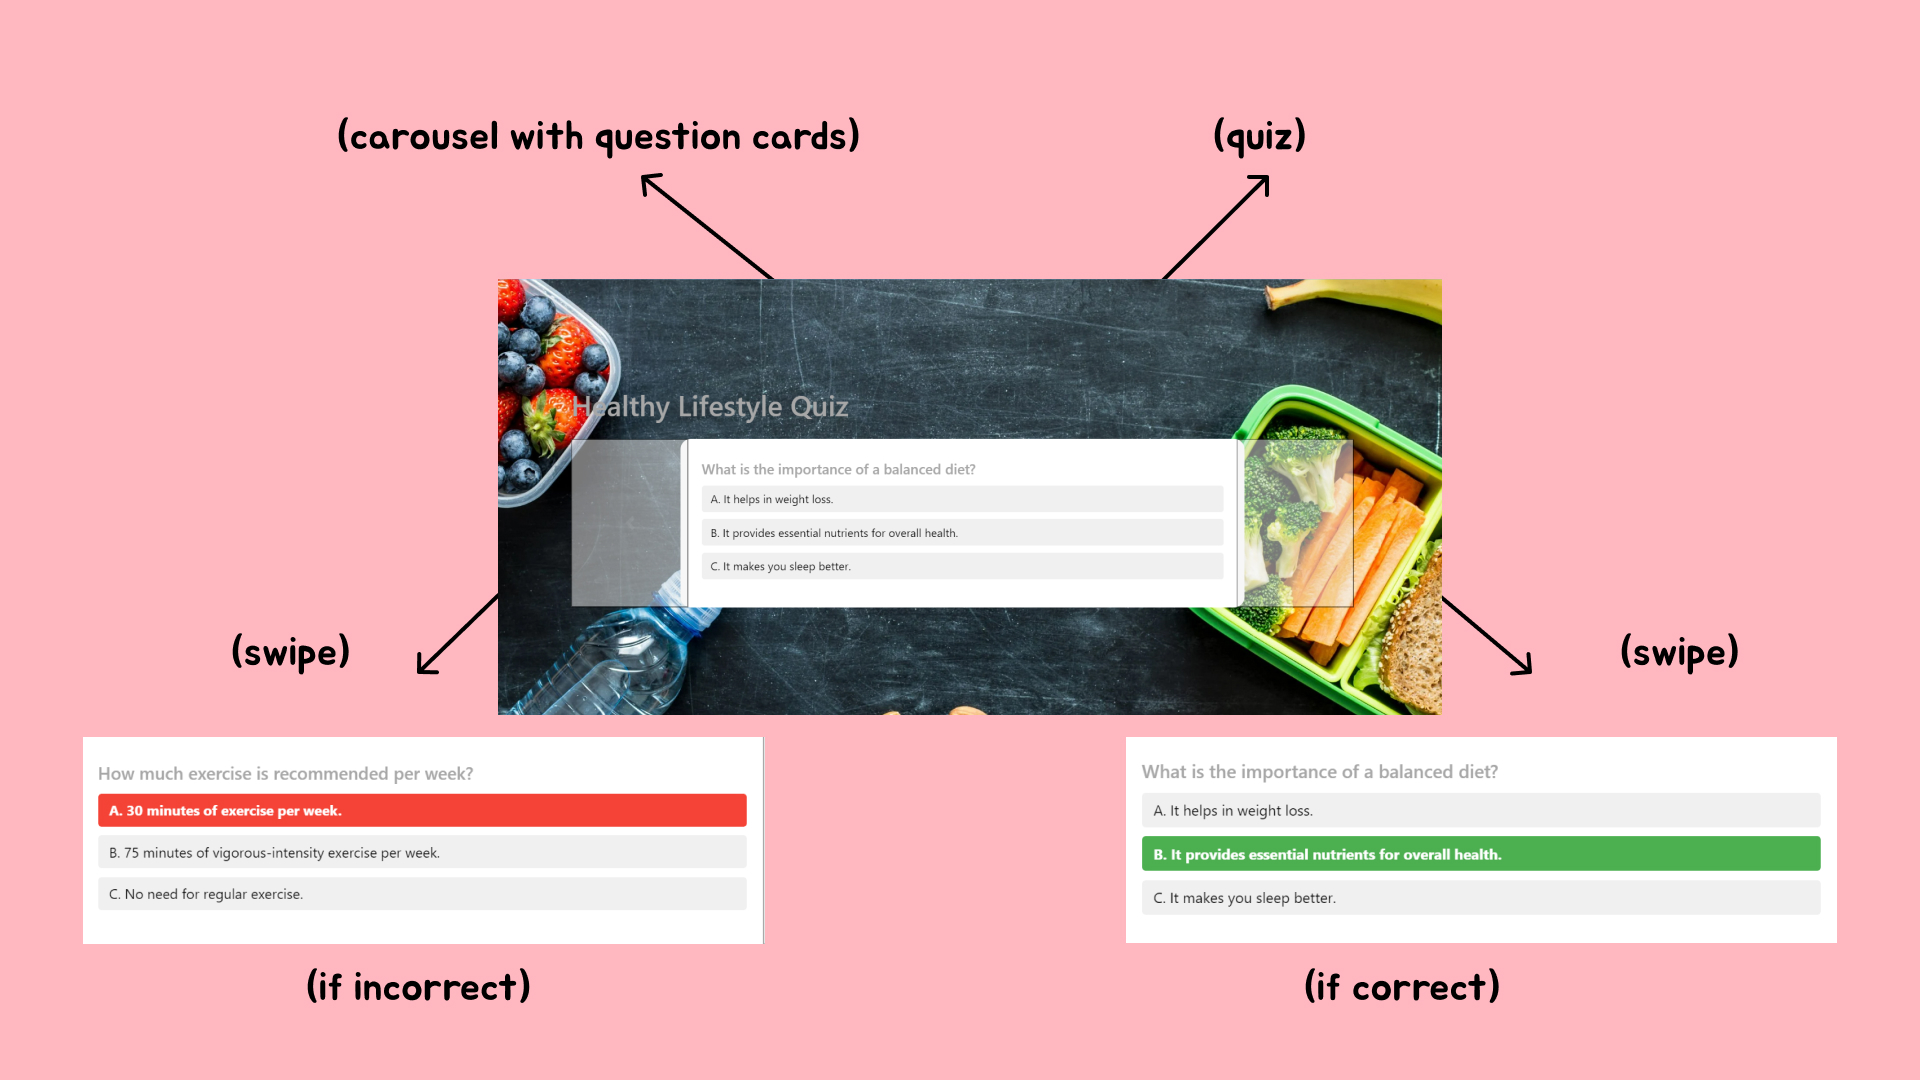 (carousel with question cards)
(quiz)
Healthy Lifestyle Quiz
What is the importance of a balanced diet?
A. It helps in weight loss.
B. It provides essential nutrients for overall health.
C. It makes you sleep better.
(swipe)
(swipe)
How much exercise is recommended per week?
A. 30 minutes of exercise per week.
B. 75 minutes of vigorous-intensity exercise per week.
C. No need for regular exercise.
What is the importance of a balanced diet?
A. It helps in weight loss.
B. It provides essential nutrients for overall health.
C. It makes you sleep better.
(if incorrect)
(if correct)